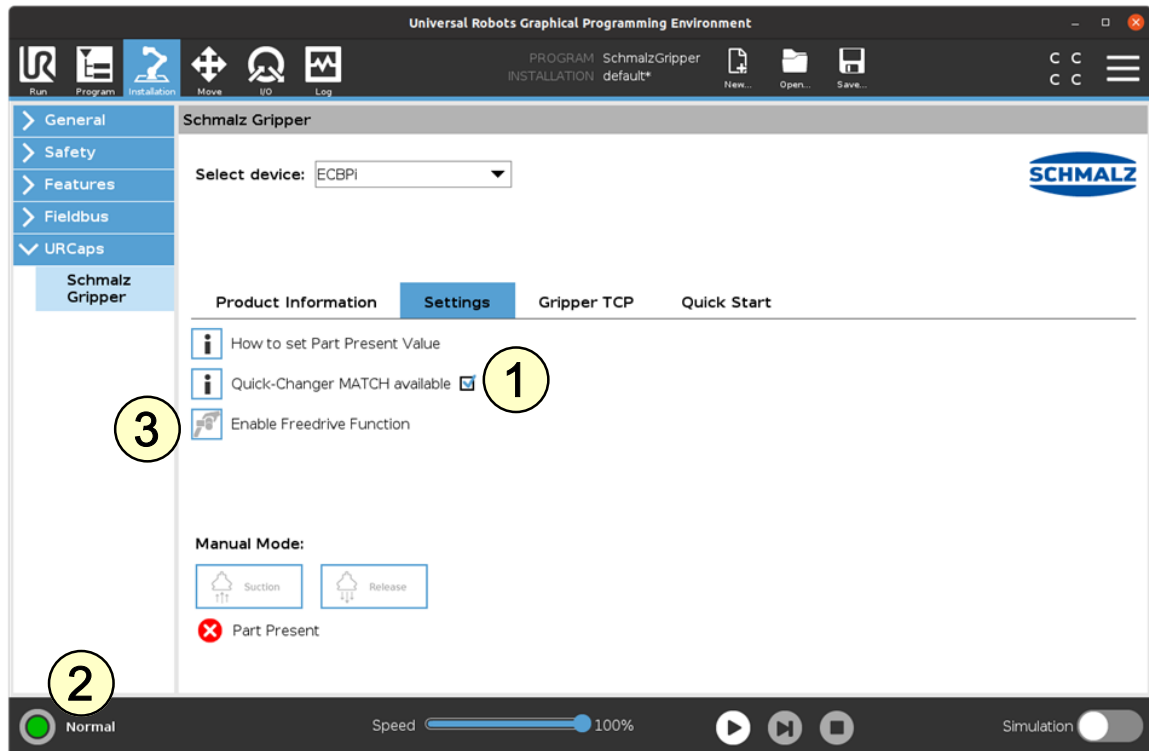 Universal Robots Graphical Programming Environment
PROGRAM SchmalzGripper
INSTALLATION default*
Run Program Installation Move I/O Log New... Open... Save...
C C
C C
General
Safety
Features
Fieldbus
URCaps
Schmalz
Gripper
Schmalz Gripper
Select device: ECBPi
SCHMALZ
Product Information Settings Gripper TCP Quick Start
i How to set Part Present Value
i Quick-Changer MATCH available 1
3 Enable Freedrive Function
Manual Mode:
Suction Release
Part Present
2
Normal Speed 100% Simulation